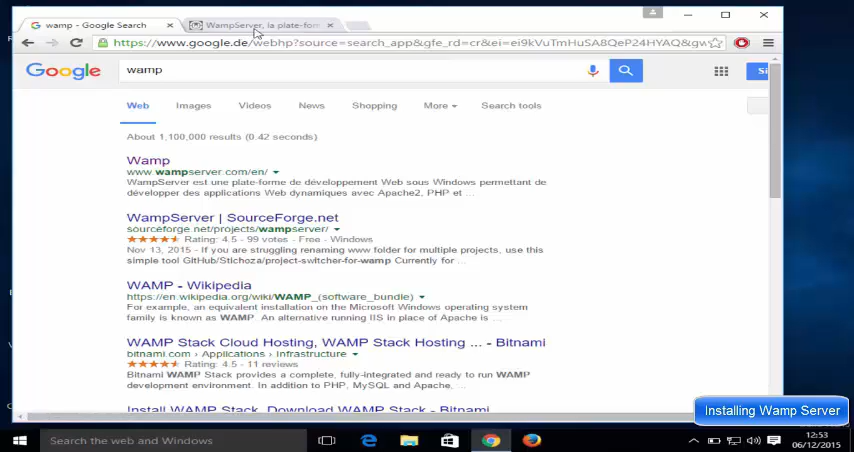 wamp - Google Search
WampServer, la plate-fom
https://www.google.de/webhp?source=search_app&gfe_rd=cr&ei=ei9kVuTmHuSA8QeP24HYAQ&gw
Google
wamp
Si
Web
Images
Videos
News
Shopping
More
Search tools
About 1,100,000 results (0.42 seconds)
Wamp
www.wampserver.com/en/
WampServer est une plate-forme de développement Web sous Windows permettant de
développer des applications Web dynamiques avec Apache2, PHP et ...
WampServer | SourceForge.net
sourceforge.net/projects/wampserver/
Rating: 4.5 - 99 votes - Free - Windows
Nov 13, 2015 - If you are struggling renaming www folder for multiple projects, use this
simple tool GitHub/Stichoza/project-switcher-for-wamp Currently for ...
WAMP - Wikipedia
https://en.wikipedia.org/wiki/WAMP_(software_bundle)
For example, an equivalent installation on the Microsoft Windows operating system
family is known as WAMP. An alternative running IIS in place of Apache is ...
WAMP Stack Cloud Hosting, WAMP Stack Hosting ... - Bitnami
bitnami.com › Applications › Infrastructure
Rating: 4.5 - 11 reviews
Bitnami WAMP Stack provides a complete, fully-integrated and ready to run WAMP
development environment. In addition to PHP, MySQL and Apache,
Install WAMP Stack, Download WAMP Stack - Bitnami
Installing Wamp Server
Search the web and Windows
12:53
06/12/2015